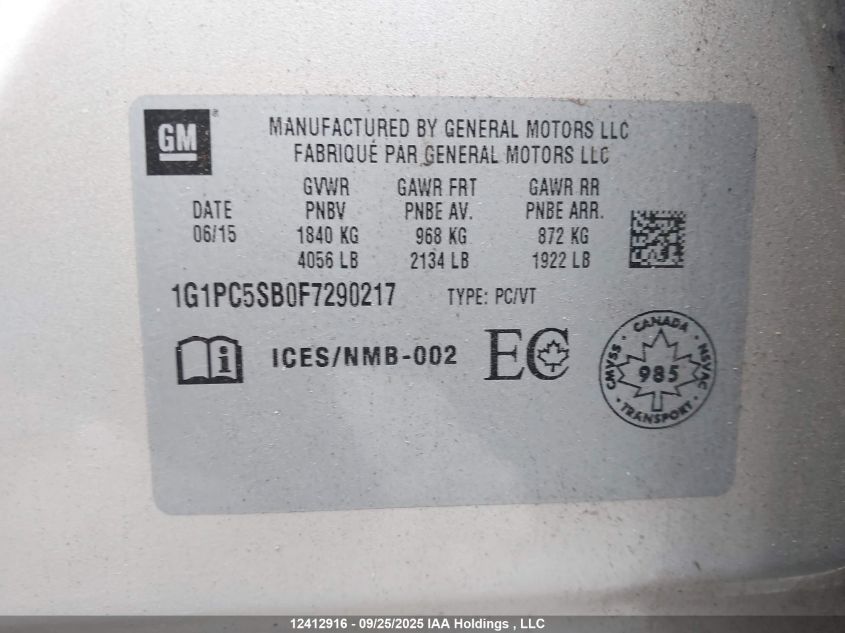 GM®
MANUFACTURED BY GENERAL MOTORS LLC
FABRIQUÉ PAR GENERAL MOTORS LLC
GVWR GAWR FRT GAWR RR
DATE PNBV PNBE AV. PNBE ARR.
06/15 1840 KG 968 KG 872 KG
4056 LB 2134 LB 1922 LB
1G1PC5SB0F7290217 TYPE: PC/VT
i ICES/NMB-002 EC
CANADA
CMVSS 985 NSVAC
TRANSPORT
12412916 - 09/25/2025 IAA Holdings , LLC